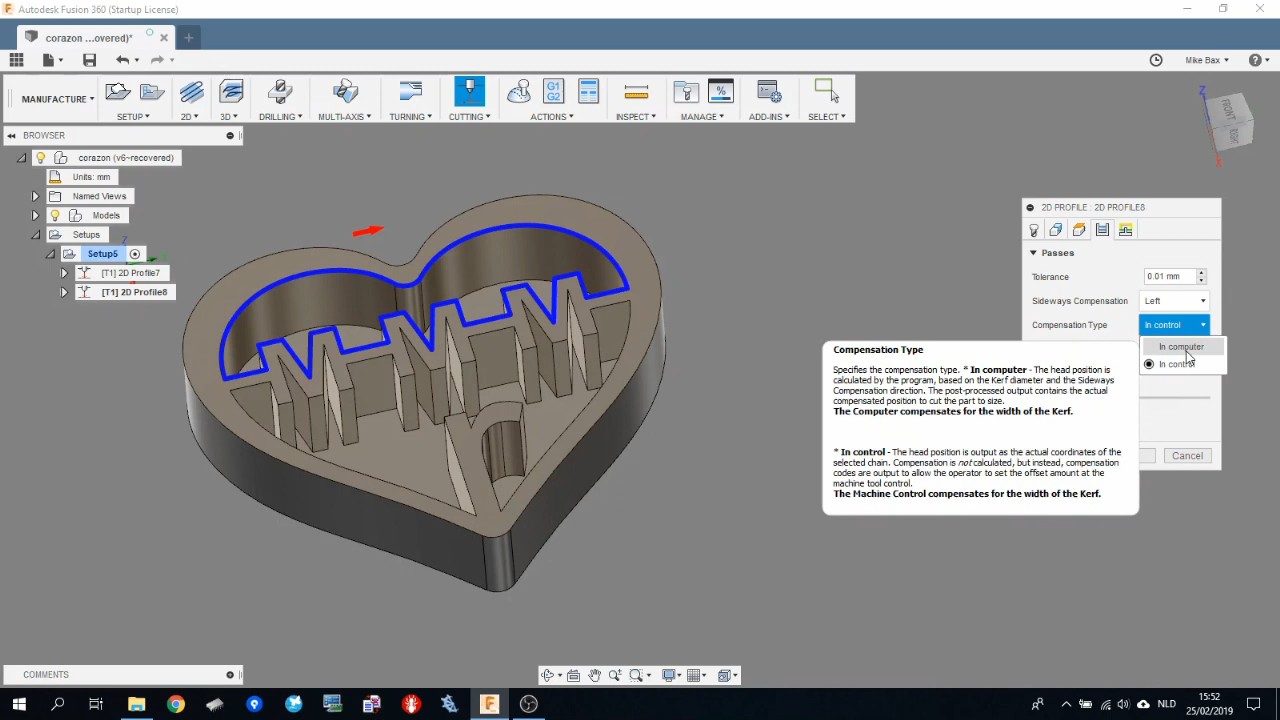 Autodesk Fusion 360 (Startup License)
corazon ...overed)*
Mike Bax
MANUFACTURE
G1
G2
%
SETUP
2D
3D
DRILLING
MULTI-AXIS
TURNING
CUTTING
ACTIONS
INSPECT
MANAGE
ADD-INS
SELECT
BROWSER
corazon (v6~recovered)
Units: mm
Named Views
Models
Setups
Z
Setup5
[T1] 2D Profile7
[T1] 2D Profile8
Z
FRONT
RIGHT
X
2D PROFILE : 2D PROFILE8
Passes
Tolerance
0.01 mm
Sideways Compensation
Left
Compensation Type
In control
In computer
In control
Cancel
Compensation Type
Specifies the compensation type. * In computer - The head position is
calculated by the program, based on the Kerf diameter and the Sideways
Compensation direction. The post-processed output contains the actual
compensated position to cut the part to size.
The Computer compensates for the width of the Kerf.
* In control - The head position is output as the actual coordinates of the
selected chain. Compensation is not calculated, but instead, compensation
codes are output to allow the operator to set the offset amount at the
machine tool control.
The Machine Control compensates for the width of the Kerf.
COMMENTS
NLD
15:52
25/02/2019